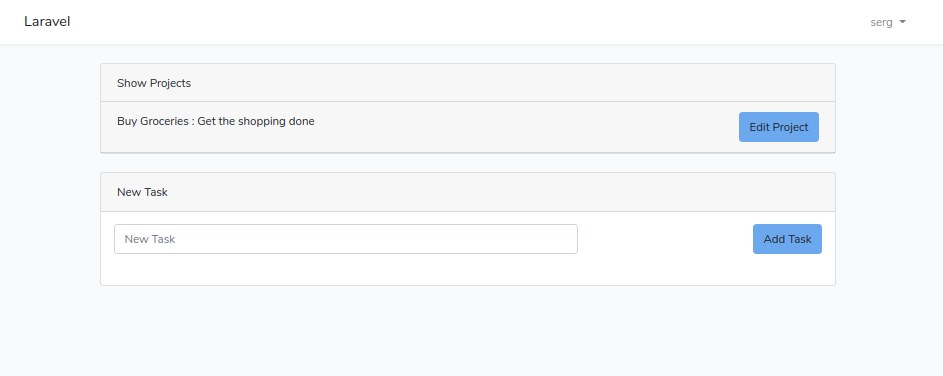 Laravel
serg
Show Projects
Buy Groceries : Get the shopping done
Edit Project
New Task
New Task
Add Task